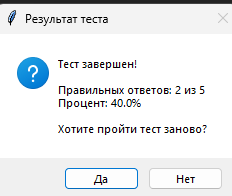 Результат теста
Тест завершен!
Правильных ответов: 2 из 5
Процент: 40.0%
Хотите пройти тест заново?
Да
Нет